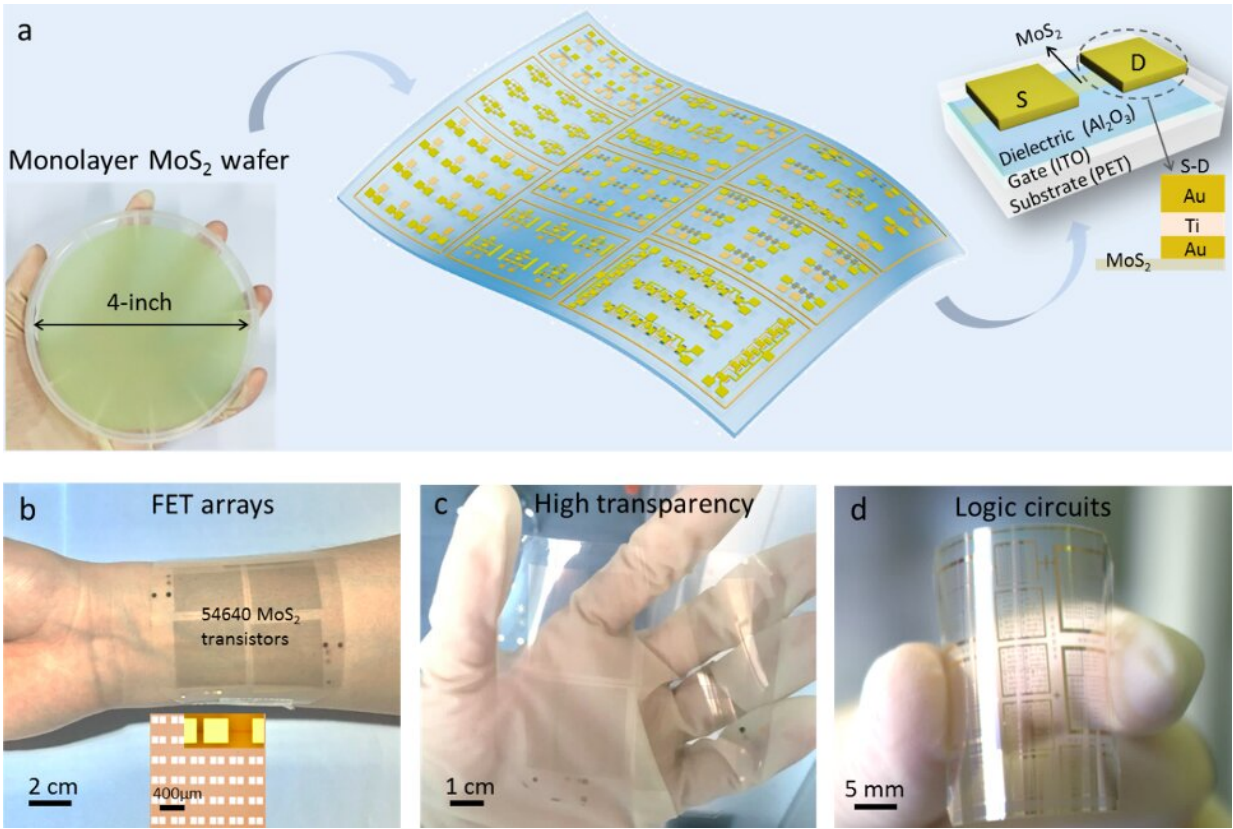 a
Monolayer MoS₂ wafer
4-inch
MoS₂
S
D
Dielectric (Al₂O₃)
Gate (ITO)
Substrate (PET)
S-D
Au
Ti
Au
MoS₂
b
FET arrays
54640 MoS₂
transistors
2 cm
400μm
c
High transparency
1 cm
d
Logic circuits
5 mm